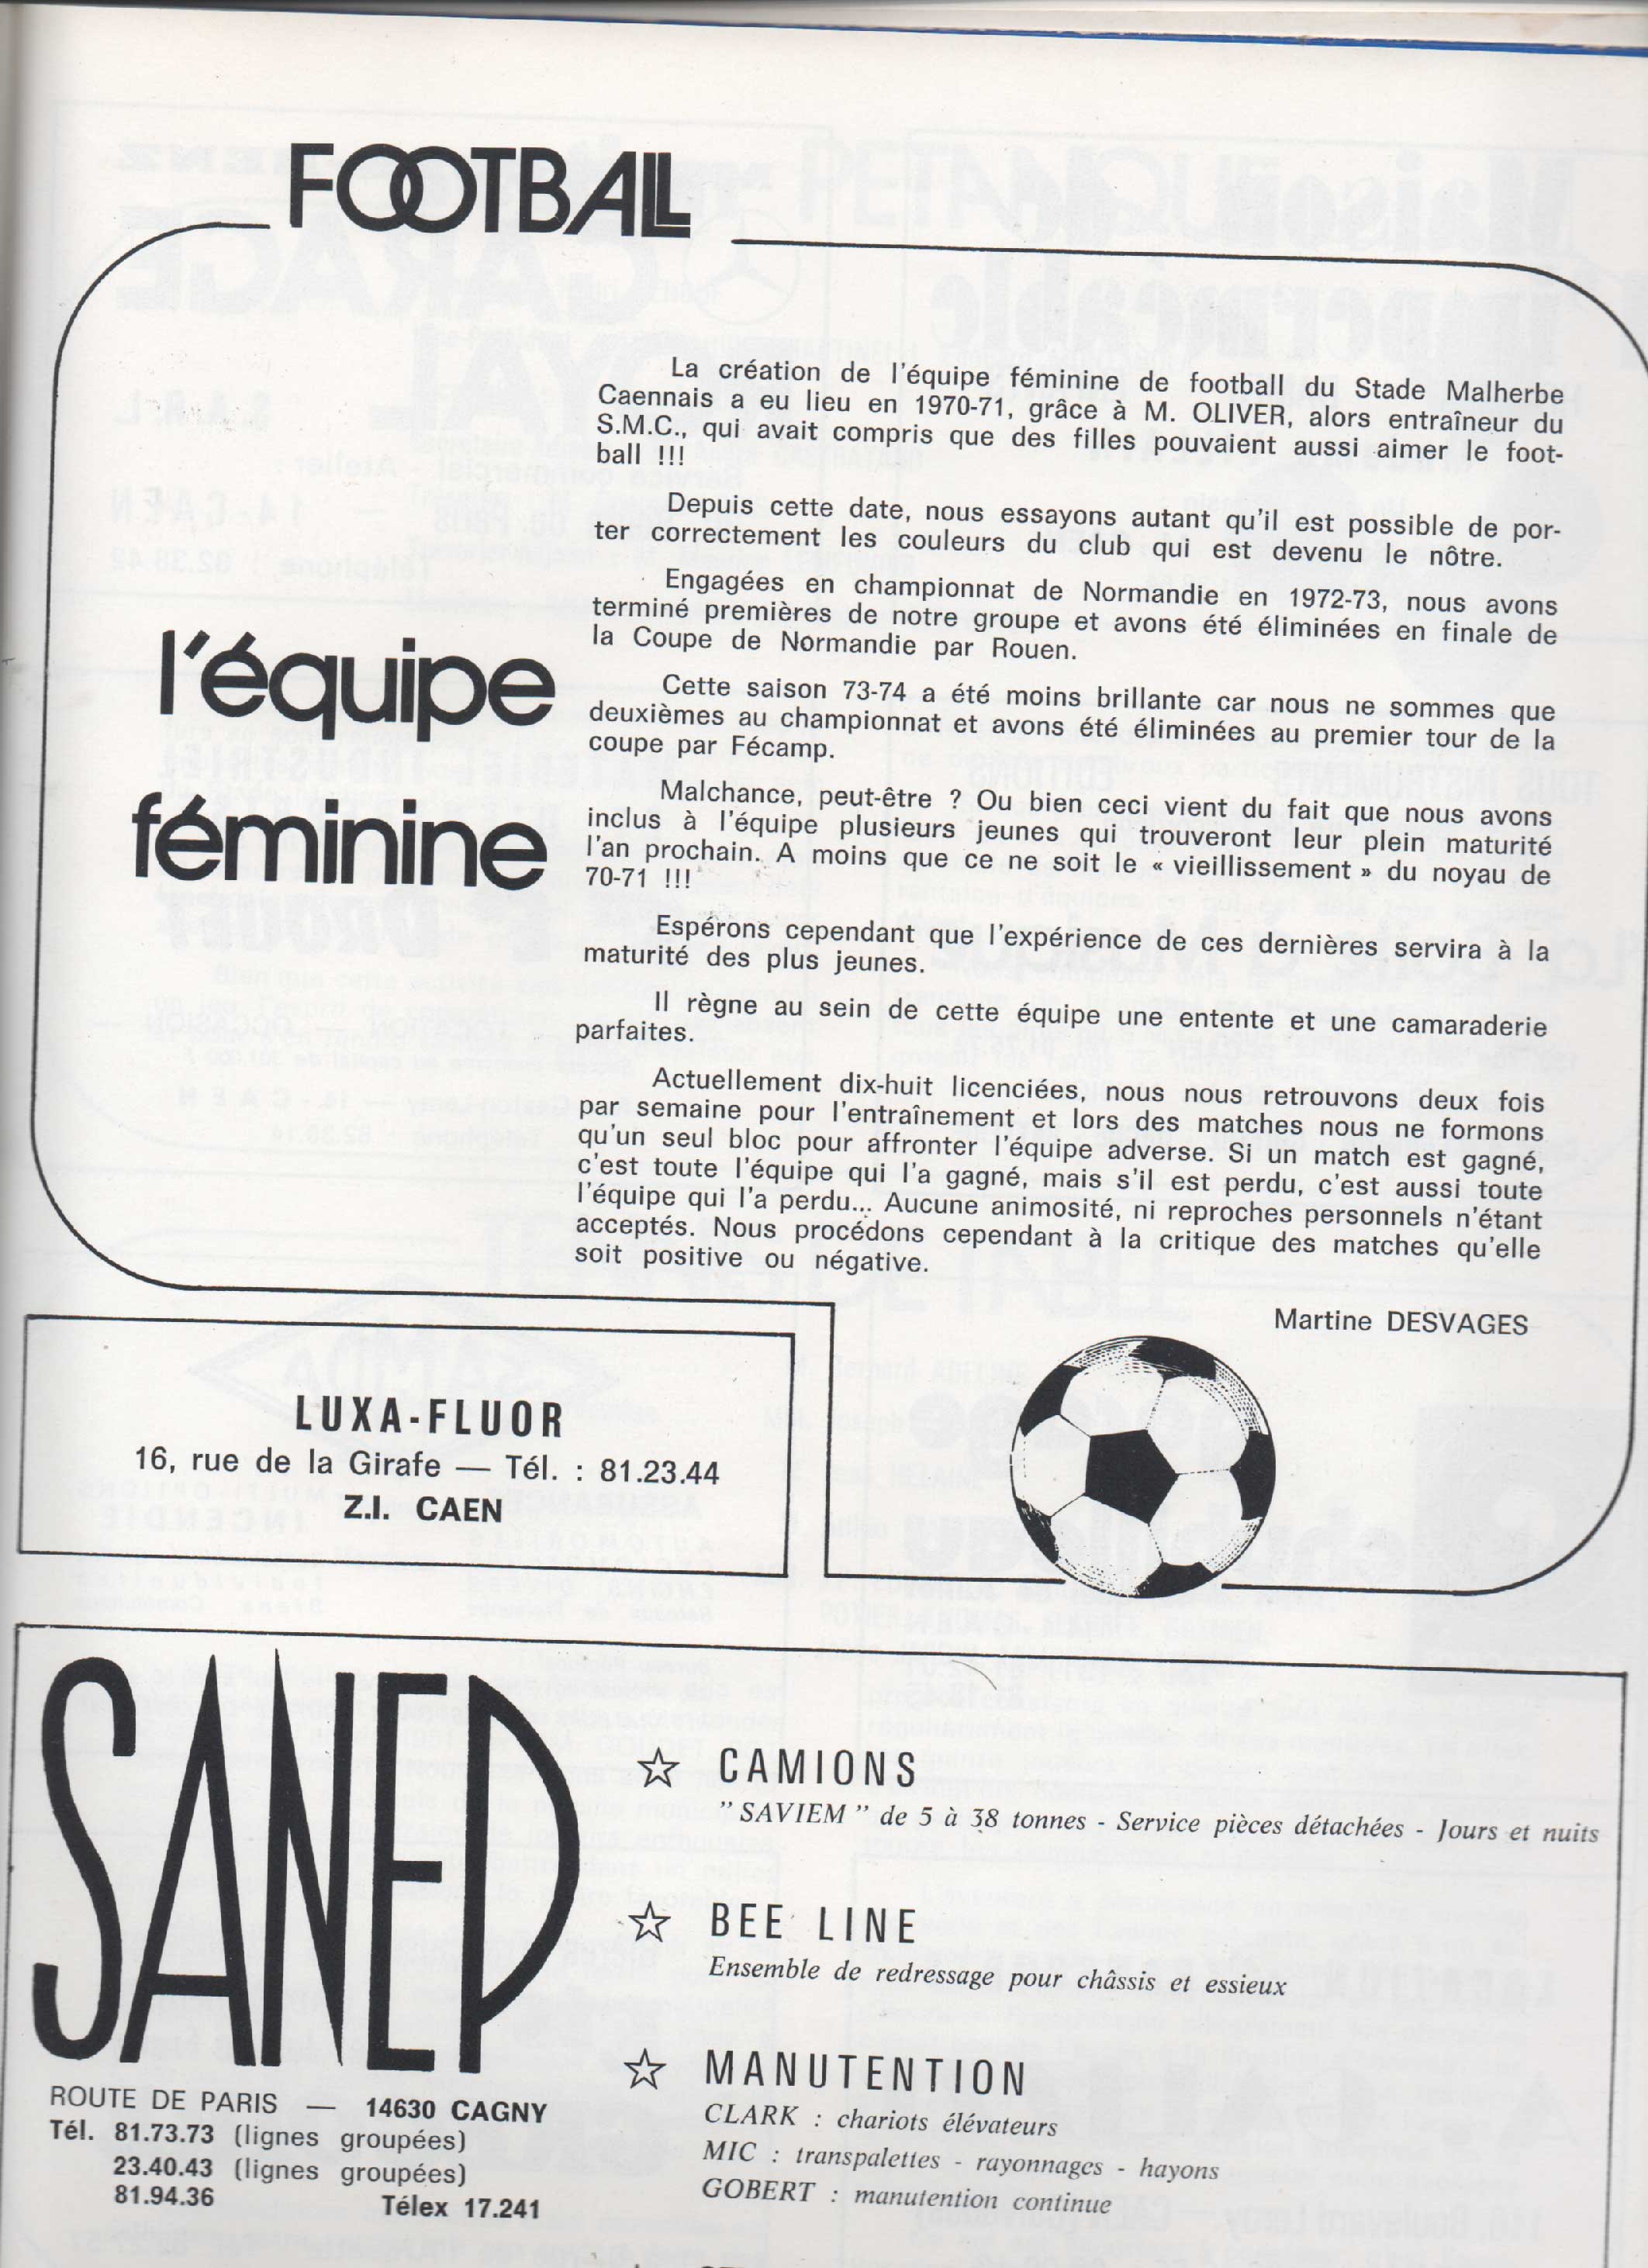 FOOTBALL
l'équipe
féminine
La création de l'équipe féminine de football du Stade Malherbe
Caennais a eu lieu en 1970-71, grâce à M. OLIVER, alors entraîneur du
S.M.C., qui avait compris que des filles pouvaient aussi aimer le foot-
ball !!!
Depuis cette date, nous essayons autant qu'il est possible de por-
ter correctement les couleurs du club qui est devenu le nôtre.
Engagées en championnat de Normandie en 1972-73, nous avons
terminé premières de notre groupe et avons été éliminées en finale de
la Coupe de Normandie par Rouen.
Cette saison 73-74 a été moins brillante car nous ne sommes que
deuxièmes au championnat et avons été éliminées au premier tour de la
coupe par Fécamp.
Malchance, peut-être ? Ou bien ceci vient du fait que nous avons
inclus à l'équipe plusieurs jeunes qui trouveront leur plein maturité
l'an prochain. A moins que ce ne soit le « vieillissement » du noyau de
70-71 !!!
Espérons cependant que l'expérience de ces dernières servira à la
maturité des plus jeunes.
Il règne au sein de cette équipe une entente et une camaraderie
parfaites.
Actuellement dix-huit licenciées, nous nous retrouvons deux fois
par semaine pour l'entraînement et lors des matches nous ne formons
qu'un seul bloc pour affronter l'équipe adverse. Si un match est gagné,
c'est toute l'équipe qui l'a gagné, mais s'il est perdu, c'est aussi toute
l'équipe qui l'a perdu... Aucune animosité, ni reproches personnels n'étant
acceptés. Nous procédons cependant à la critique des matches qu'elle
soit positive ou négative.
Martine DESVAGES
LUXA-FLUOR
16, rue de la Girafe — Tél. : 81.23.44
Z.I. CAEN
SANEP
ROUTE DE PARIS — 14630 CAGNY
Tél. 81.73.73 (lignes groupées)
23.40.43 (lignes groupées)
81.94.36 Télex 17.241
☆ CAMIONS
" SAVIEM " de 5 à 38 tonnes - Service pièces détachées - Jours et nuits
☆ BEE LINE
Ensemble de redressage pour châssis et essieux
☆ MANUTENTION
CLARK : chariots élévateurs
MIC : transpalettes - rayonnages - hayons
GOBERT : manutention continue